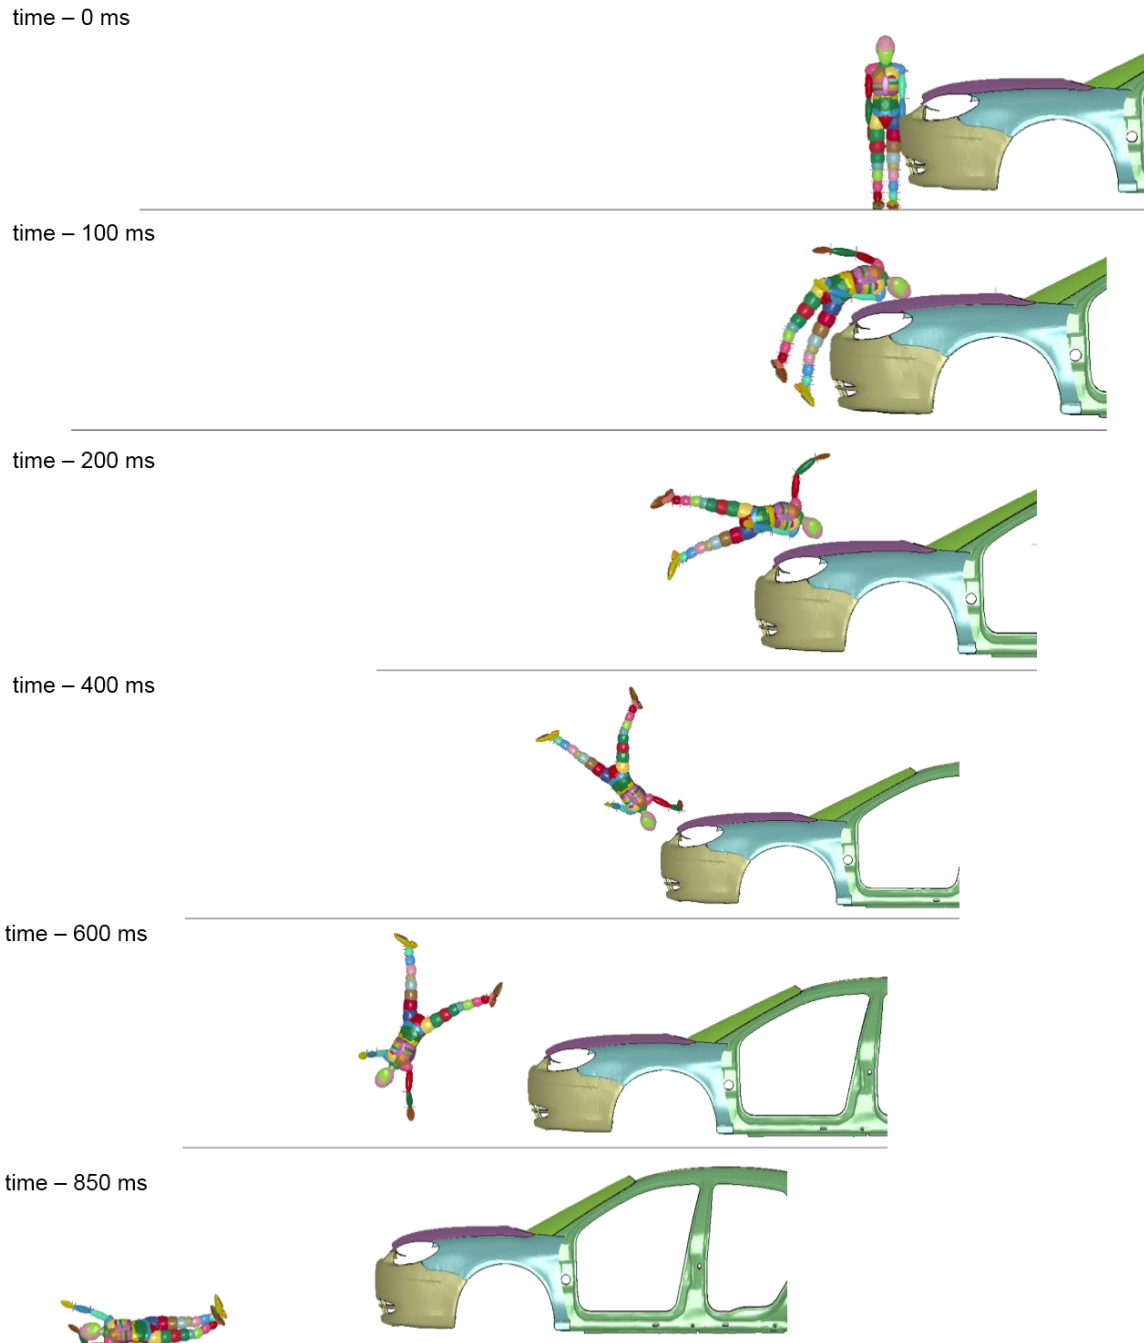 time – 0 ms
time – 100 ms
time – 200 ms
time – 400 ms
time – 600 ms
time – 850 ms